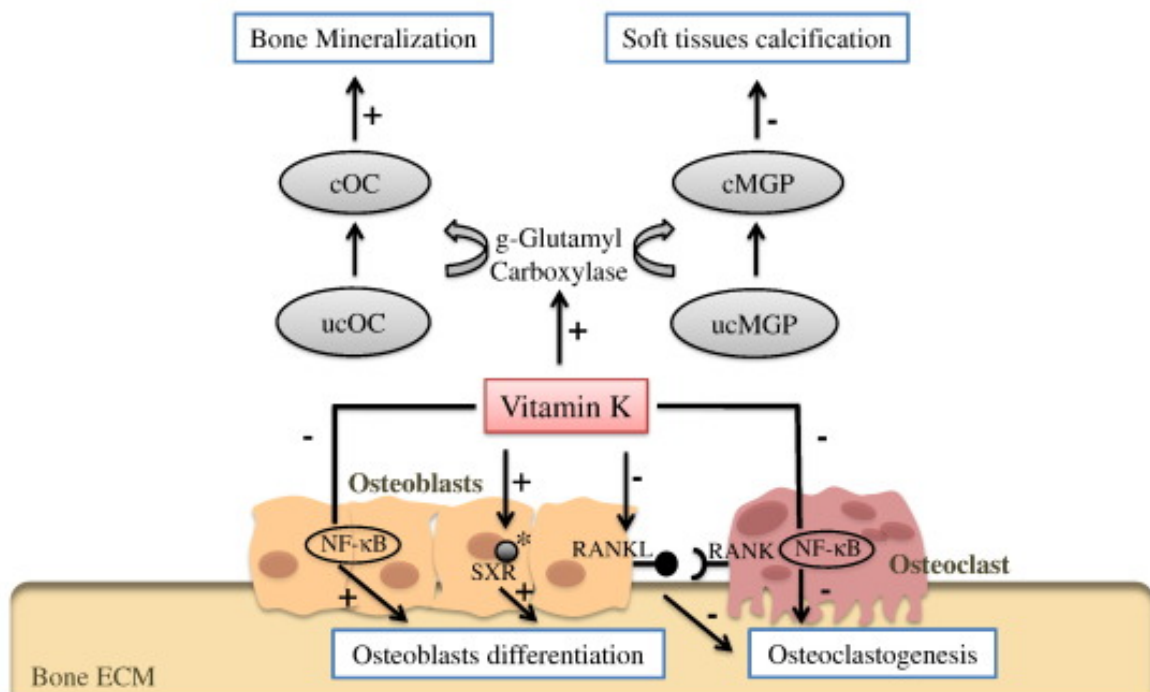 Bone Mineralization
Soft tissues calcification
+
-
cOC
cMGP
g-Glutamyl
Carboxylase
ucOC
ucMGP
+
Vitamin K
-
-
+
-
Osteoblasts
NF-κB
*
SXR
RANKL
RANK
NF-κB
Osteoclast
+
+
-
-
Osteoblasts differentiation
Osteoclastogenesis
Bone ECM